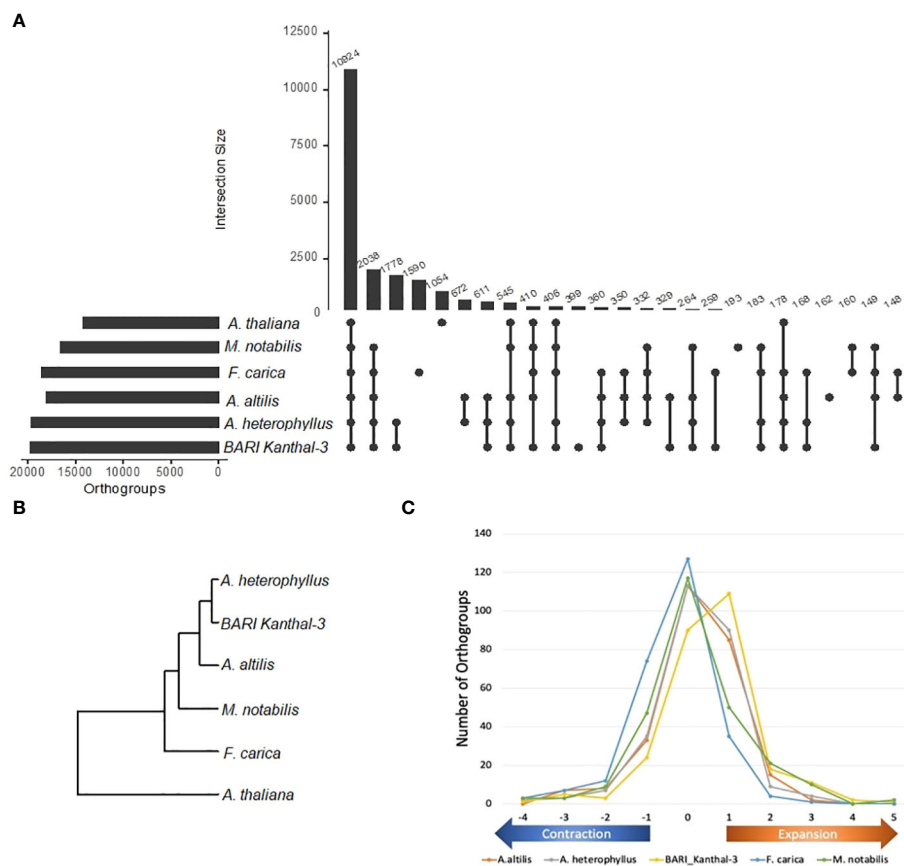 A
12500
10000
7500
5000
2500
0
Intersection Size
10924
2038
1778
1590
1054
672
611
545
410
406
399
360
350
332
329
264
259
193
183
178
168
162
160
149
148
A. thaliana
M. notabilis
F. carica
A. altilis
A. heterophyllus
BARI Kanthal-3
20000 15000 10000 5000 0
Orthogroups
B
A. heterophyllus
BARI Kanthal-3
A. altilis
M. notabilis
F. carica
A. thaliana
C
140
120
100
80
60
40
20
0
Number of Orthogroups
-4 -3 -2 -1 0 1 2 3 4 5
Contraction Expansion
A.altilis A. heterophyllus BARI_Kanthal-3 F. carica M. notabilis